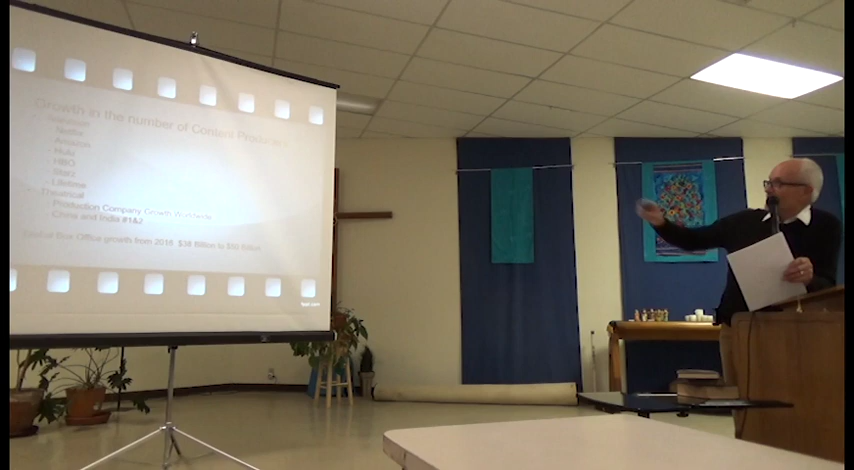 Growth in the number of Content Producers
Television
Netflix
Amazon
Hulu
HBO
Starz
Lifetime
Theatrical
Production Company Growth Worldwide
China and India #1&2
Global Box Office growth from 2016 $38 Billion to $50 Billion